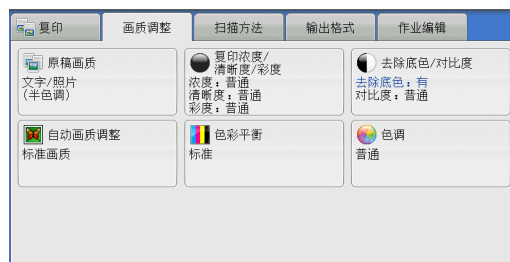 复印
画质调整
扫描方法
输出格式
作业编辑
原稿画质
文字/照片
(半色调)
复印浓度/
清晰度/彩度
浓度：普通
清晰度：普通
彩度：普通
去除底色/对比度
去除底色：有
对比度：普通
自动画质调整
标准画质
色彩平衡
标准
色调
普通